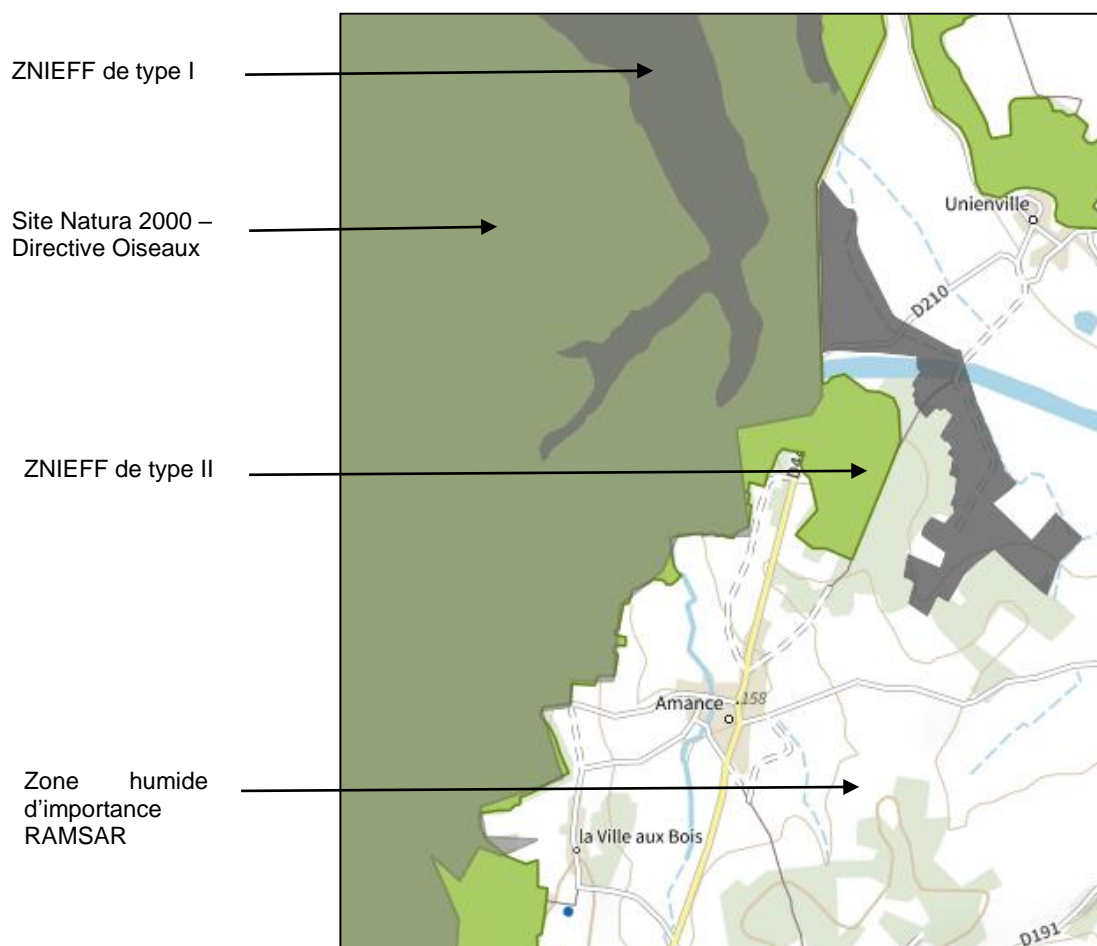 ZNIEFF de type I
Site Natura 2000 –
Directive Oiseaux
Unienville
D210
ZNIEFF de type II
Amance
158
Zone humide
d'importance
RAMSAR
la Ville aux Bois
D191